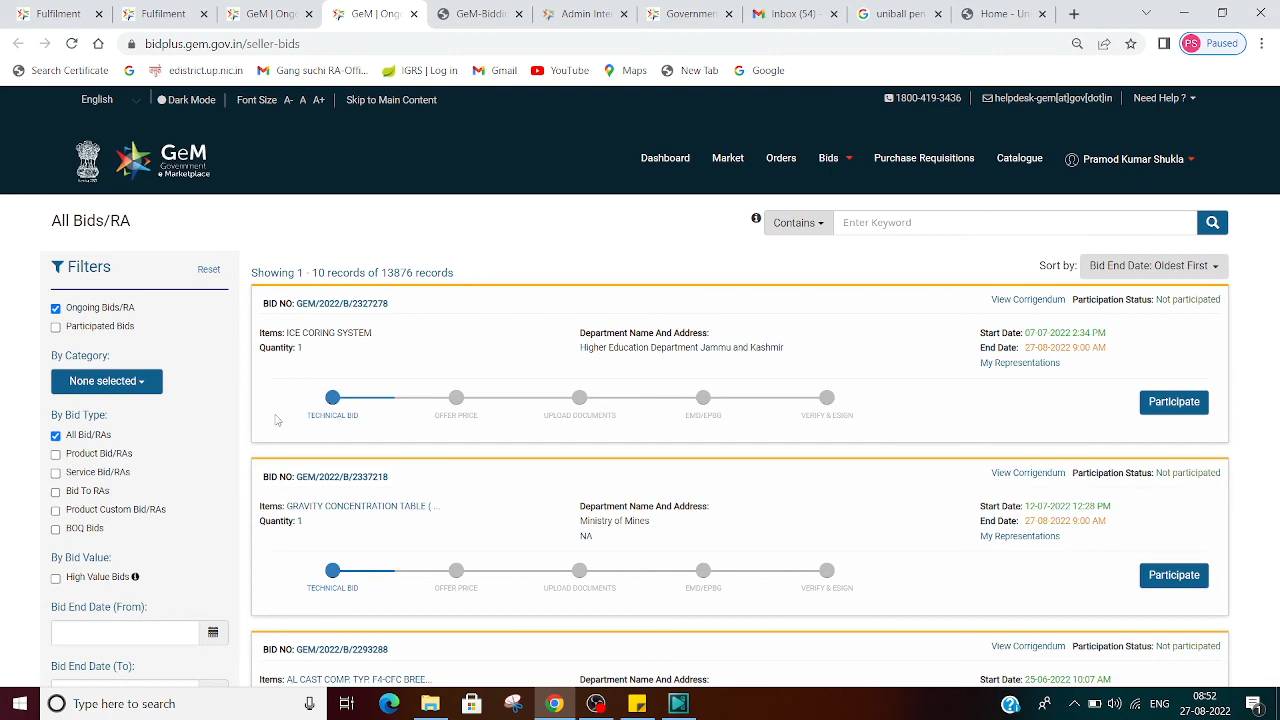 Fulfilment
Fulfilment
GeM | Ongo
GeM | Ongo
GeM-Biddin
Admin Inte
Governmen
Inbox (54) -
uniball pen
Home - Un
bidplus.gem.gov.in/seller-bids
PS Paused
Search Certificate
edistrict.up.nic.in
Gang such RA-Offi...
IGRS | Log in
Gmail
YouTube
Maps
New Tab
Google
English
Dark Mode
Font Size A- A A+
Skip to Main Content
1800-419-3436
helpdesk-gem[at]gov[dot]in
Need Help ?
GeM
Government
e Marketplace
Dashboard
Market
Orders
Bids
Purchase Requisitions
Catalogue
Pramod Kumar Shukla
All Bids/RA
Contains
Enter Keyword
Filters
Reset
Ongoing Bids/RA
Participated Bids
By Category:
None selected
By Bid Type:
All Bid/RAs
Product Bid/RAs
Service Bid/RAs
Bid To RAs
Product Custom Bid/RAs
BOQ Bids
By Bid Value:
High Value Bids
Bid End Date (From):
Bid End Date (To):
Showing 1 - 10 records of 13876 records
Sort by:
Bid End Date: Oldest First
BID NO: GEM/2022/B/2327278
View Corrigendum
Participation Status: Not participated
Items: ICE CORING SYSTEM
Quantity: 1
Department Name And Address:
Higher Education Department Jammu and Kashmir
Start Date: 07-07-2022 2:34 PM
End Date: 27-08-2022 9:00 AM
My Representations
TECHNICAL BID
OFFER PRICE
UPLOAD DOCUMENTS
EMD/EPBG
VERIFY & ESIGN
Participate
BID NO: GEM/2022/B/2337218
View Corrigendum
Participation Status: Not participated
Items: GRAVITY CONCENTRATION TABLE ( ...
Quantity: 1
Department Name And Address:
Ministry of Mines
NA
Start Date: 12-07-2022 12:28 PM
End Date: 27-08-2022 9:00 AM
My Representations
TECHNICAL BID
OFFER PRICE
UPLOAD DOCUMENTS
EMD/EPBG
VERIFY & ESIGN
Participate
BID NO: GEM/2022/B/2293288
View Corrigendum
Participation Status: Not participated
Items: AL CAST COMP. TYP. F4-CFC BREE...
Department Name And Address:
Start Date: 25-06-2022 10:07 AM
Type here to search
08:52
27-08-2022